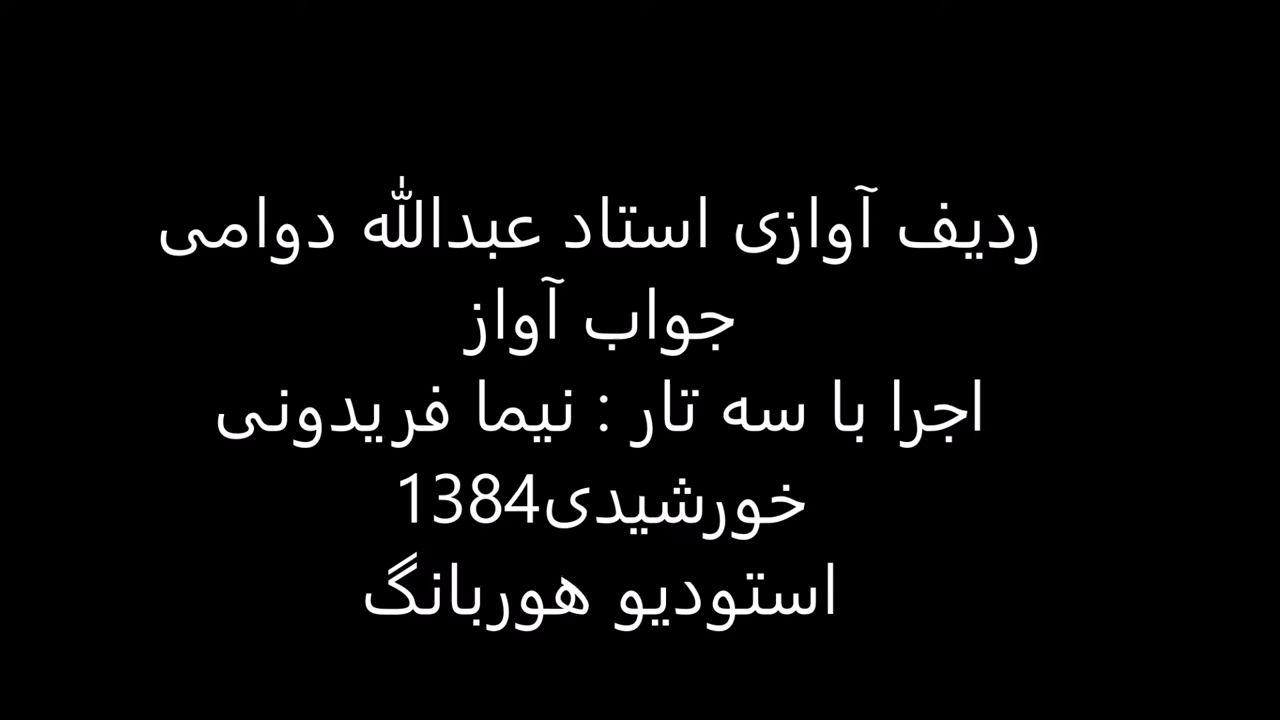 ردیف آوازی استاد عبدالله دوامی
جواب آواز
اجرا با سه تار : نیما فریدونی
خورشیدی1384
استودیو هوربانگ